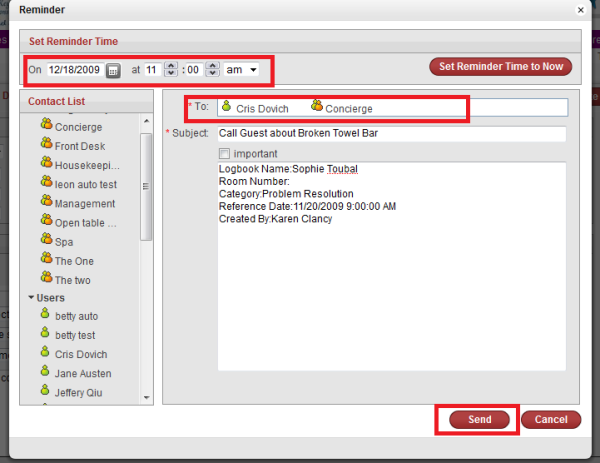 Reminder
Set Reminder Time
On 12/18/2009 at 11 : 00 am
Set Reminder Time to Now
Contact List
Concierge
Front Desk
Housekeepi...
leon auto test
Management
Open table ...
Spa
The One
The two
Users
betty auto
betty test
Cris Dovich
Jane Austen
Jeffery Qiu
* To: Cris Dovich Concierge
* Subject: Call Guest about Broken Towel Bar
important
Logbook Name:Sophie Toubal
Room Number:
Category:Problem Resolution
Reference Date:11/20/2009 9:00:00 AM
Created By:Karen Clancy
Send
Cancel